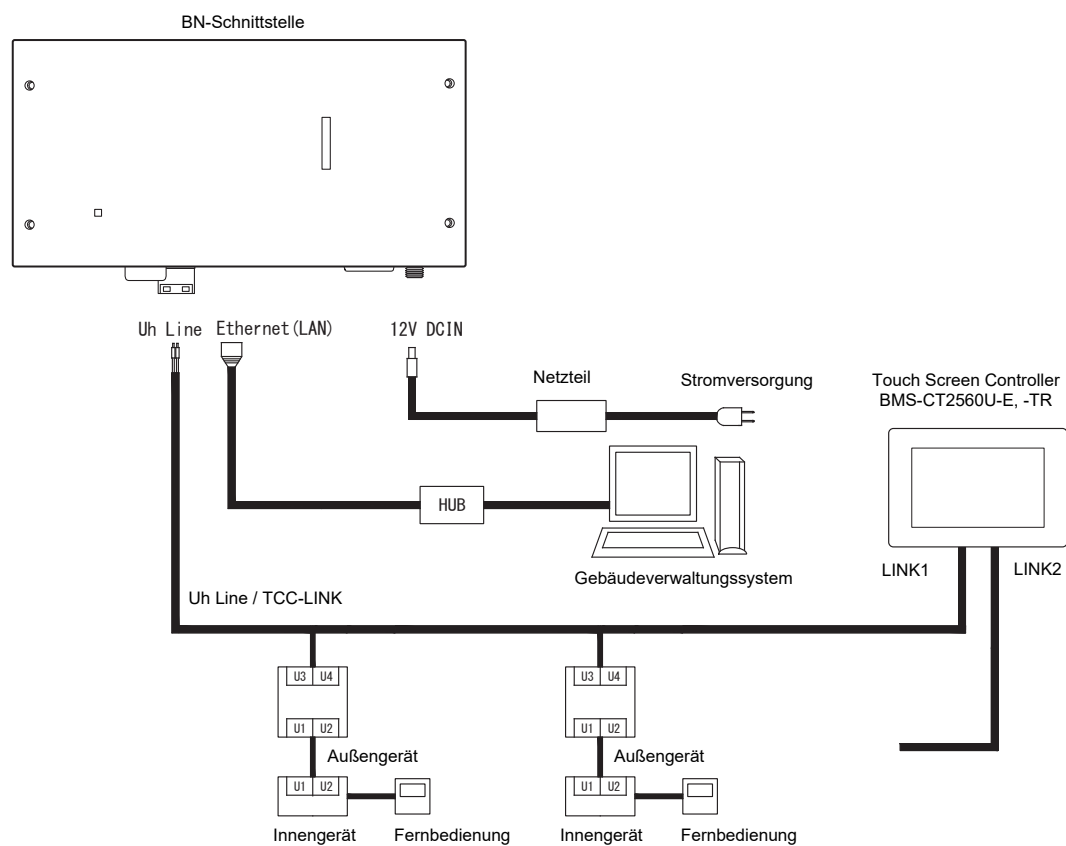 BN-Schnittstelle
Uh Line
Ethernet(LAN)
12V DCIN
Netzteil
Stromversorgung
Touch Screen Controller
BMS-CT2560U-E, -TR
HUB
Gebäudeverwaltungssystem
LINK1
LINK2
Uh Line / TCC-LINK
U3 U4
U3 U4
U1 U2
U1 U2
Außengerät
Außengerät
U1 U2
U1 U2
Innengerät
Fernbedienung
Innengerät
Fernbedienung